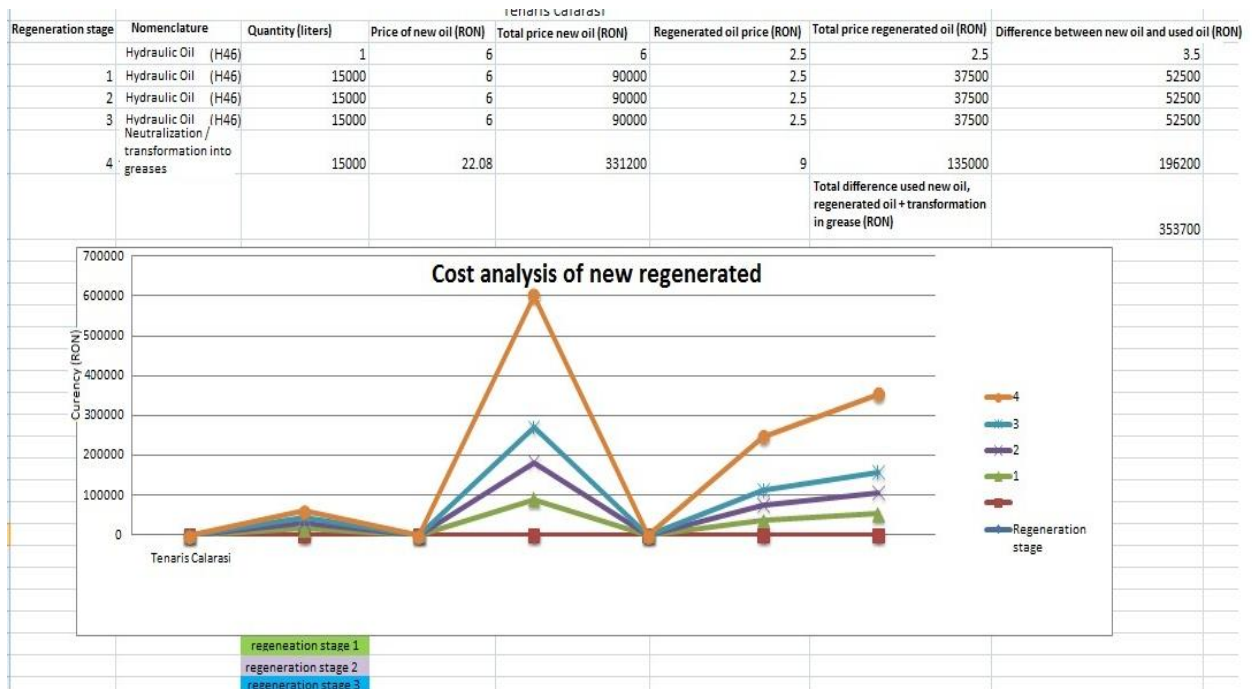 Tenaris Calarasi
Regeneration stage Nomenclature Quantity (liters) Price of new oil (RON) Total price new oil (RON) Regenerated oil price (RON) Total price regenerated oil (RON) Difference between new oil and used oil (RON)
Hydraulic Oil (H46) 1 6 6 2.5 2.5 3.5
1 Hydraulic Oil (H46) 15000 6 90000 2.5 37500 52500
2 Hydraulic Oil (H46) 15000 6 90000 2.5 37500 52500
3 Hydraulic Oil (H46) 15000 6 90000 2.5 37500 52500
Neutralization /
transformation into
4 greases 15000 22.08 331200 9 135000 196200
Total difference used new oil,
regenerated oil + transformation
in grease (RON)
353700
Cost analysis of new regenerated
700000
600000
500000
400000
300000
200000
100000
0
Curency (RON)
Tenaris Calarasi
4
3
2
1
Regeneration
stage
regeneation stage 1
regeneration stage 2
regeneration stage 3